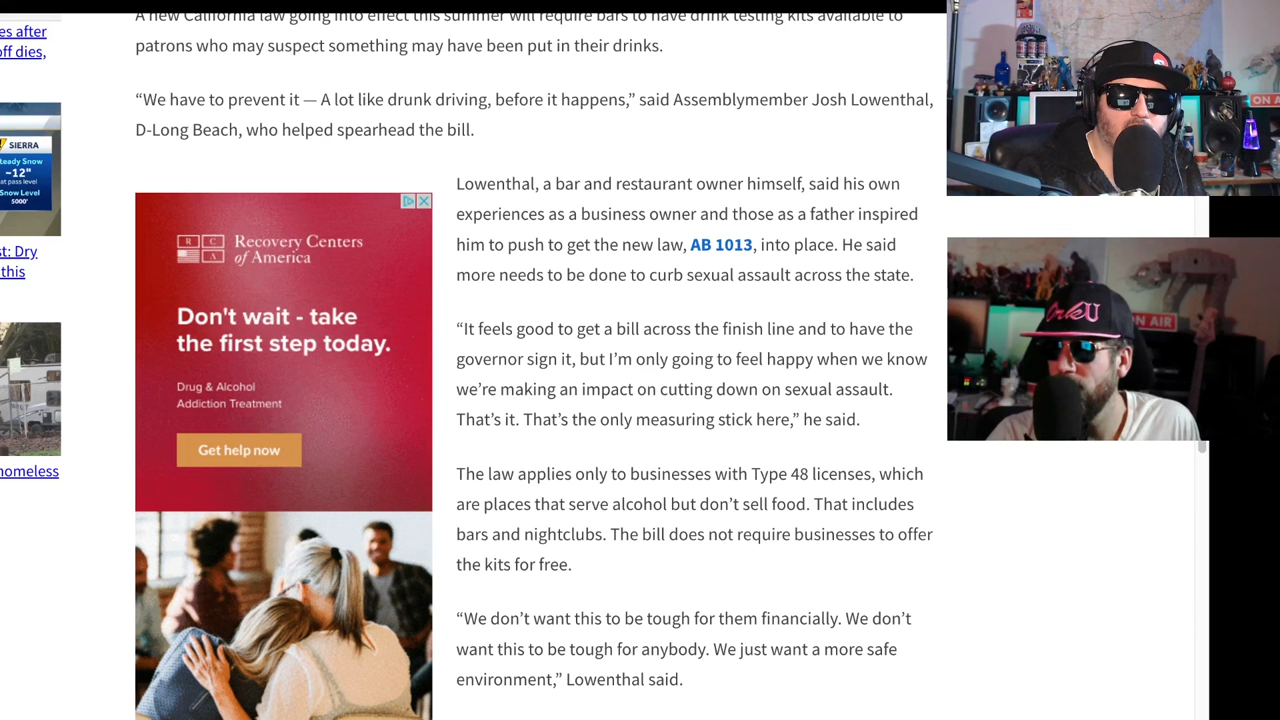 A new California law going into effect this summer will require bars to have drink testing kits available to
patrons who may suspect something may have been put in their drinks.
“We have to prevent it — A lot like drunk driving, before it happens,” said Assemblymember Josh Lowenthal,
D-Long Beach, who helped spearhead the bill.
Lowenthal, a bar and restaurant owner himself, said his own
experiences as a business owner and those as a father inspired
him to push to get the new law, AB 1013, into place. He said
more needs to be done to curb sexual assault across the state.
“It feels good to get a bill across the finish line and to have the
governor sign it, but I’m only going to feel happy when we know
we’re making an impact on cutting down on sexual assault.
That’s it. That’s the only measuring stick here,” he said.
The law applies only to businesses with Type 48 licenses, which
are places that serve alcohol but don’t sell food. That includes
bars and nightclubs. The bill does not require businesses to offer
the kits for free.
“We don’t want this to be tough for them financially. We don’t
want this to be tough for anybody. We just want a more safe
environment,” Lowenthal said.
R C A
Recovery Centers
of America
Don't wait - take
the first step today.
Drug & Alcohol
Addiction Treatment
Get help now
es after
off dies,
SIERRA
teady Snow
~12"
at pass level
Snow Level
5000'
st: Dry
this
homeless
ON A
ON AIR